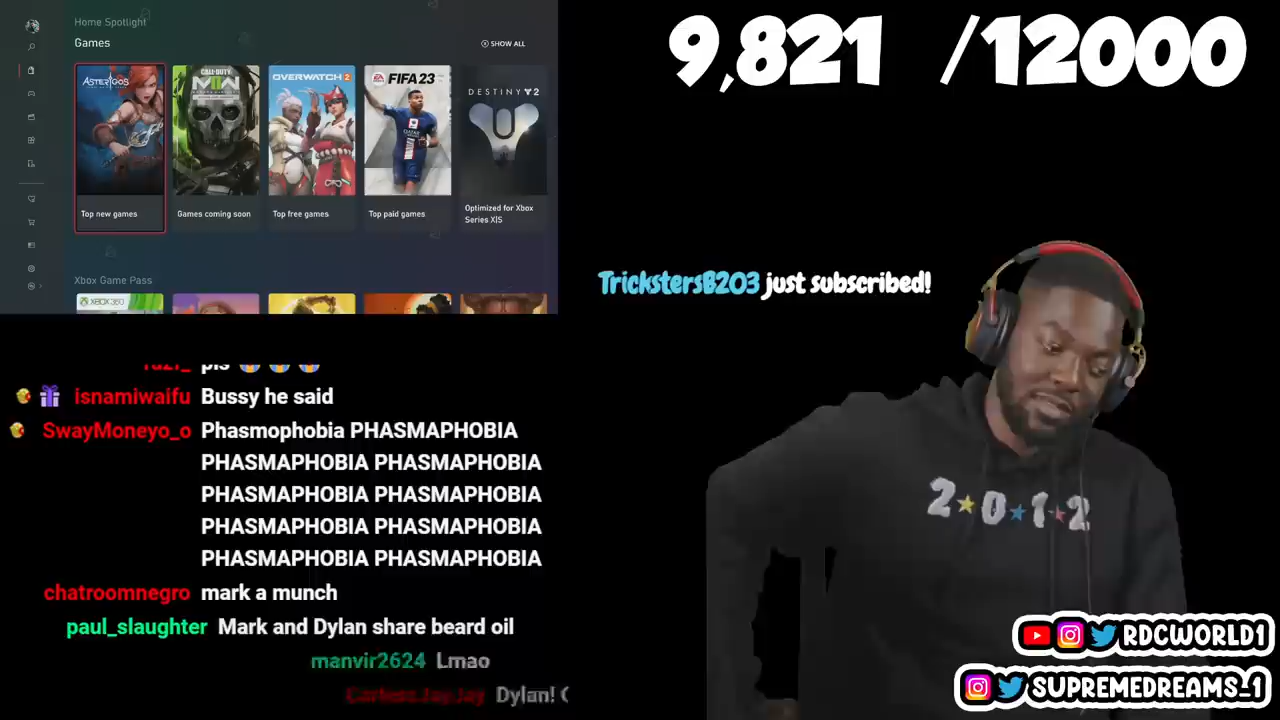 Home Spotlight
Games
SHOW ALL
ASTERIGOS
CALL OF DUTY
MWII
OVERWATCH 2
FIFA 23
DESTINY 2
Top new games
Games coming soon
Top free games
Top paid games
Optimized for Xbox
Series X|S
Xbox Game Pass
XBOX 360
9,821 /12000
TrickstersB203 just subscribed!
pls
isnamiwaifu Bussy he said
SwayMoneyo_o Phasmophobia PHASMAPHOBIA
PHASMAPHOBIA PHASMAPHOBIA
PHASMAPHOBIA PHASMAPHOBIA
PHASMAPHOBIA PHASMAPHOBIA
PHASMAPHOBIA PHASMAPHOBIA
chatroomnegro mark a munch
paul_slaughter Mark and Dylan share beard oil
manvir2624 Lmao
Dylan! (
2012
RDCWORLD1
SUPREMEDREAMS_1